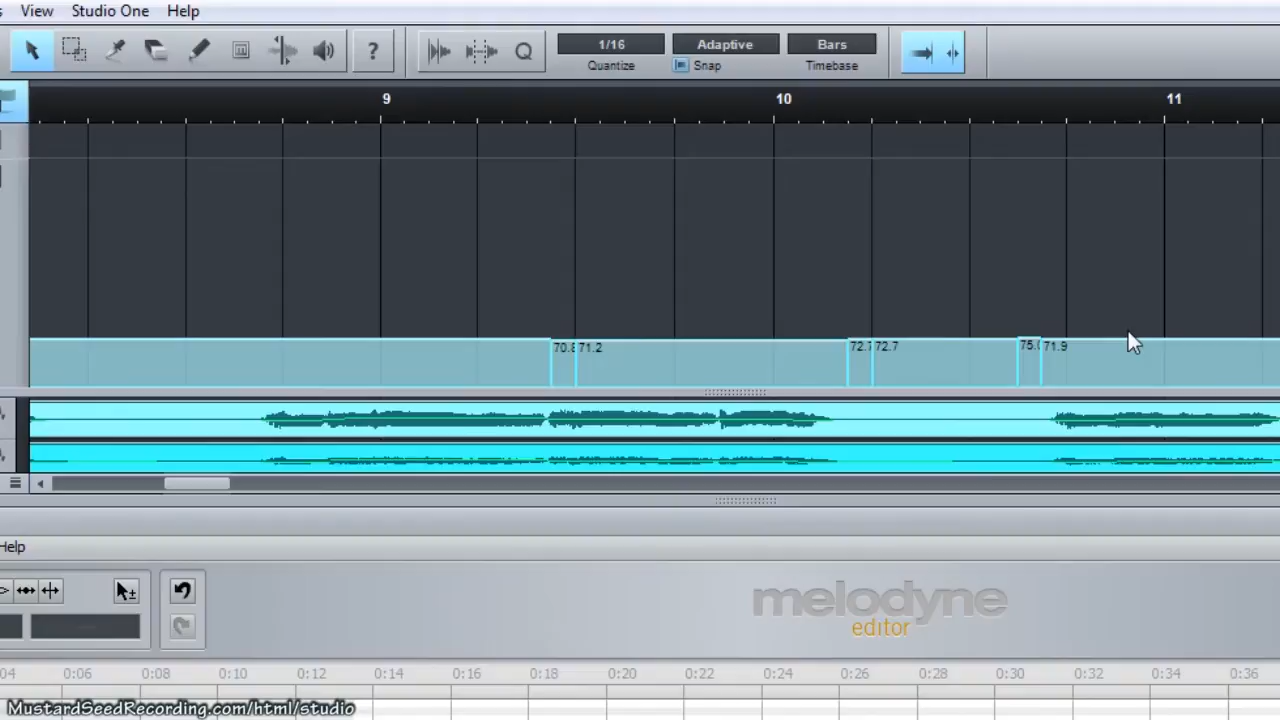 View Studio One Help
? Q 1/16 Adaptive Bars
Quantize Snap Timebase
9 10 11
71.2 72.7 71.9
Help
melodyne
editor
04 0:06 0:08 0:10 0:12 0:14 0:16 0:18 0:20 0:22 0:24 0:26 0:28 0:30 0:32 0:34 0:36
MustardSeedRecording.com/html/studio